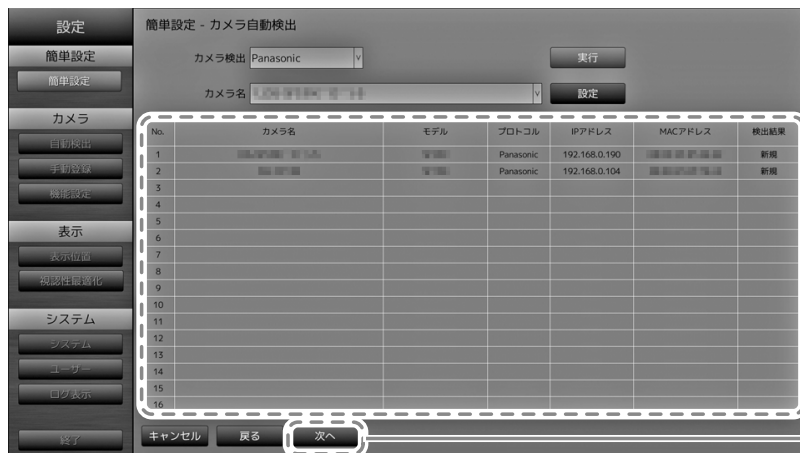 設定
簡単設定
簡単設定
カメラ
自動検出
手動登録
機能設定
表示
表示位置
視認性最適化
システム
システム
ユーザー
ログ表示
終了
簡単設定 - カメラ自動検出
カメラ検出 Panasonic 実行
カメラ名 設定
No. カメラ名 モデル プロトコル IPアドレス MACアドレス 検出結果
1 Panasonic 192.168.0.190 新規
2 Panasonic 192.168.0.104 新規
3
4
5
6
7
8
9
10
11
12
13
14
15
16
キャンセル 戻る 次へ